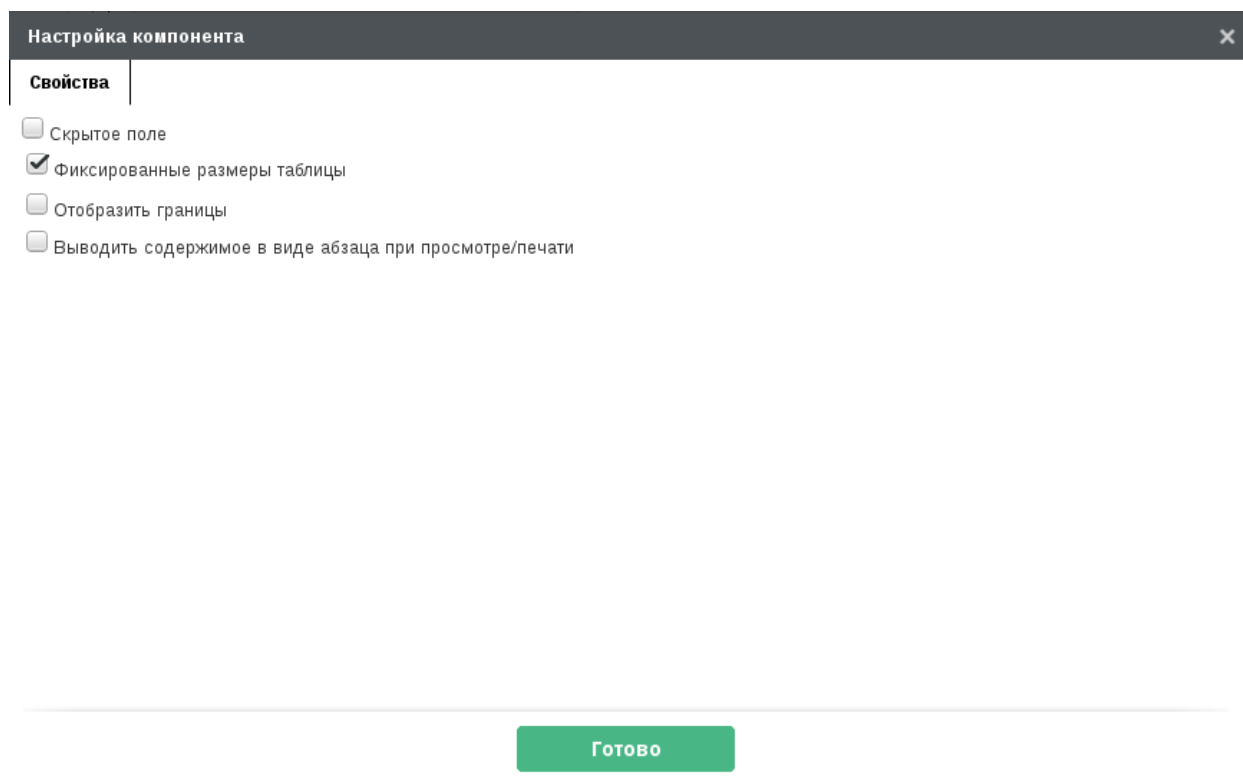 Настройка компонента
Свойства
Скрытое поле
Фиксированные размеры таблицы
Отобразить границы
Выводить содержимое в виде абзаца при просмотре/печати
Готово